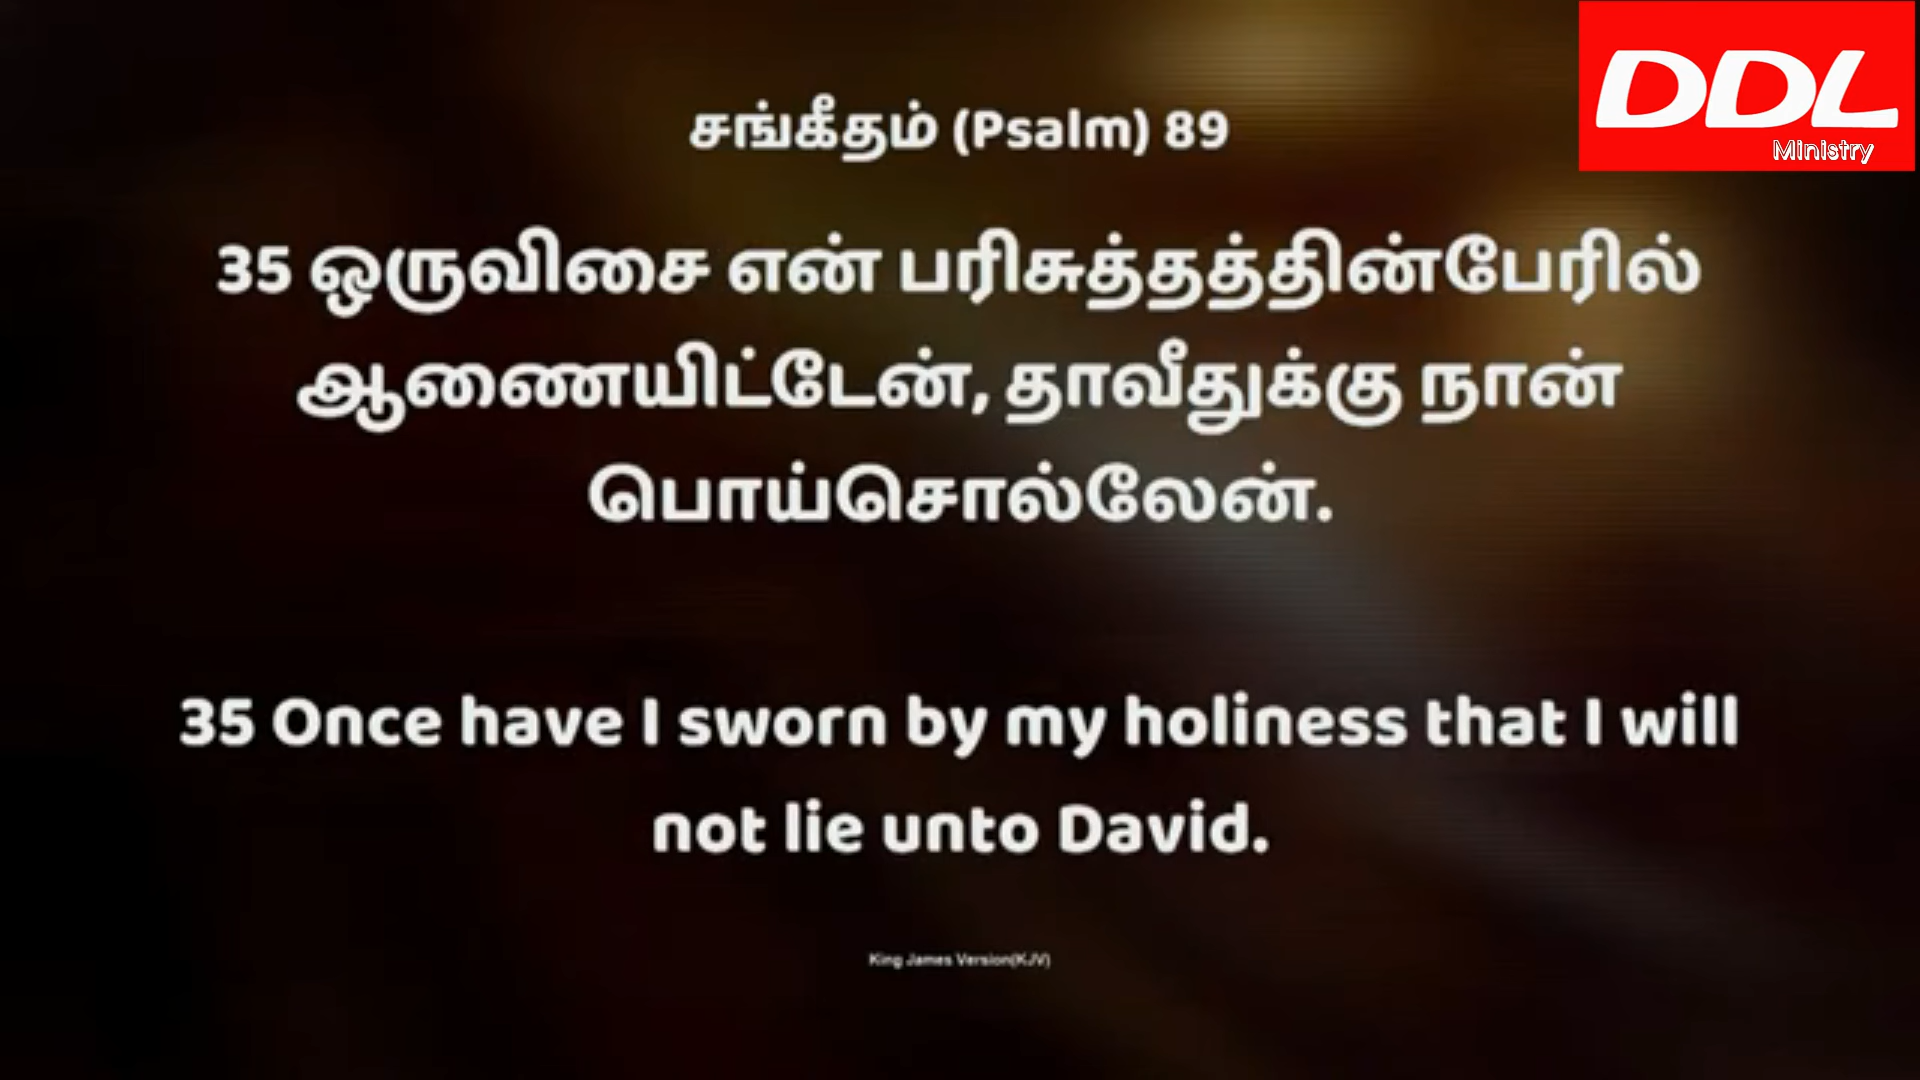 DDL
Ministry
சங்கீதம் (Psalm) 89
35 ஒருவிசை என் பரிசுத்தத்தின்பேரில்
ஆணையிட்டேன், தாவீதுக்கு நான்
பொய்சொல்லேன்.
35 Once have I sworn by my holiness that I will
not lie unto David.
King James Version(KJV)